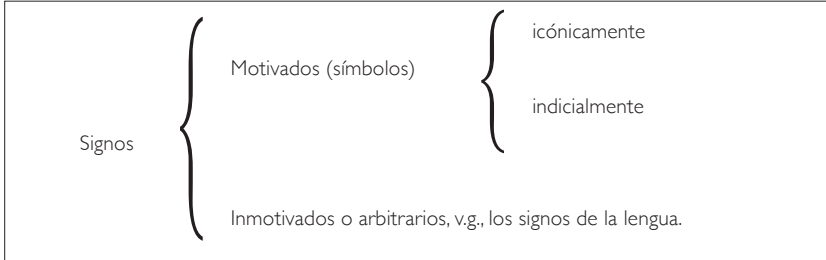 icónicamente
Motivados (símbolos)
indicialmente
Signos
Inmotivados o arbitrarios, v.g., los signos de la lengua.